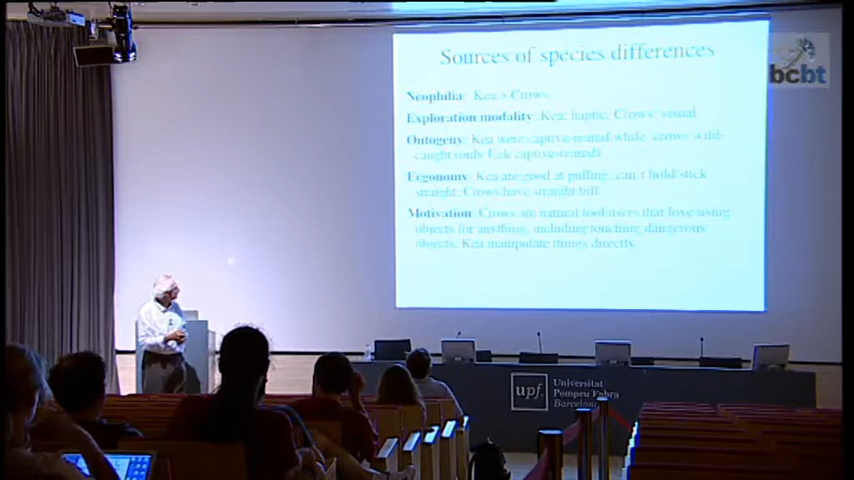 Sources of species differences
bcbt
Neophilia: Kea > Crows.
Exploration modality: Kea: haptic, Crows: visual
Ontogeny: Kea were captive-reared while crows wild-
caught (only Uek captive-reared)
Ergonomy: Kea are good at pulling, can't hold stick
straight: Crows have straight bill.
Motivation: Crows are natural tool users that love using
objects for anything, including touching dangerous
objects. Kea manipulate things directly.
upf.
Universitat
Pompeu Fabra
Barcelona